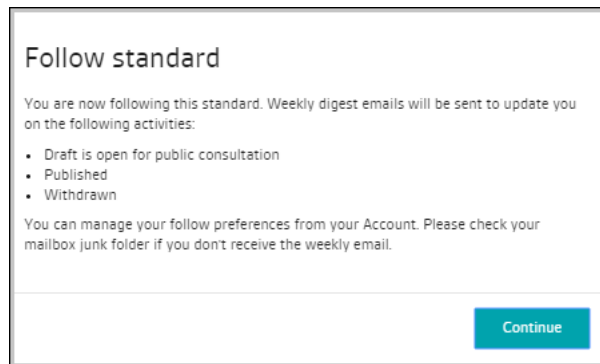 Follow standard
You are now following this standard. Weekly digest emails will be sent to update you
on the following activities:
• Draft is open for public consultation
• Published
• Withdrawn
You can manage your follow preferences from your Account. Please check your
mailbox junk folder if you don't receive the weekly email.
Continue